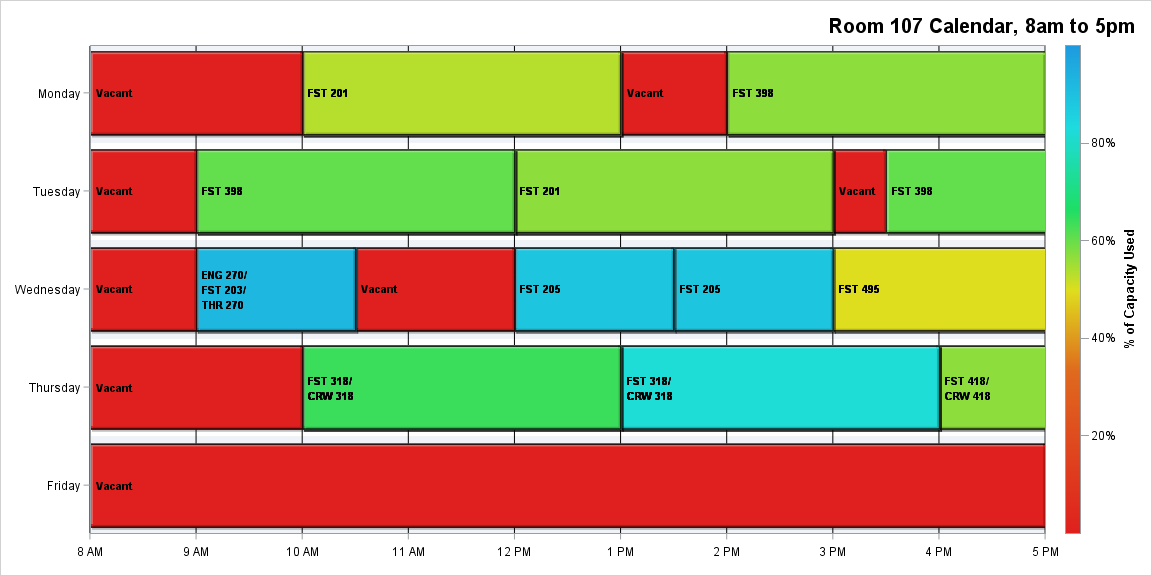 Room 107 Calendar, 8am to 5pm
Monday
Vacant
FST 201
Vacant
FST 398
Tuesday
Vacant
FST 398
FST 201
Vacant
FST 398
Wednesday
Vacant
ENG 270/
FST 203/
THR 270
Vacant
FST 205
FST 205
FST 495
Thursday
Vacant
FST 318/
CRW 318
FST 318/
CRW 318
FST 418/
CRW 418
Friday
Vacant
8 AM
9 AM
10 AM
11 AM
12 PM
1 PM
2 PM
3 PM
4 PM
5 PM
80%
60%
40%
20%
% of Capacity Used